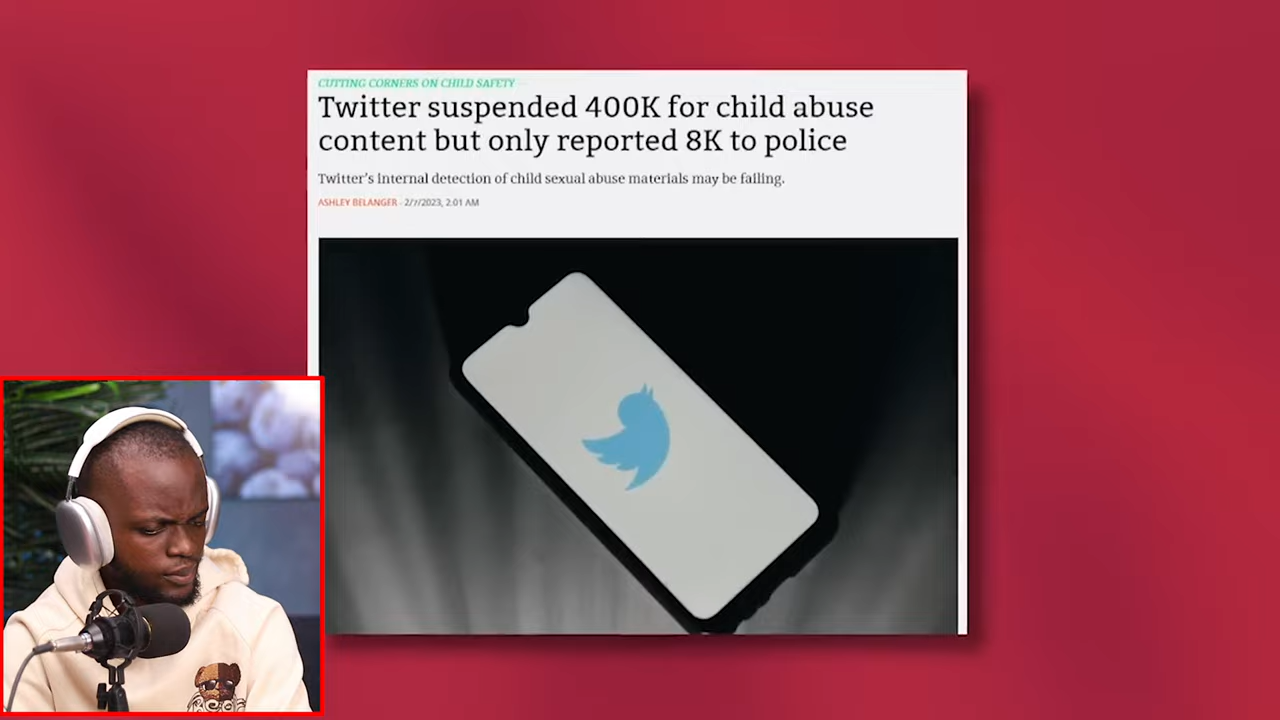 CUTTING CORNERS ON CHILD SAFETY
Twitter suspended 400K for child abuse
content but only reported 8K to police
Twitter's internal detection of child sexual abuse materials may be failing.
ASHLEY BELANGER - 2/7/2023, 2:01 AM